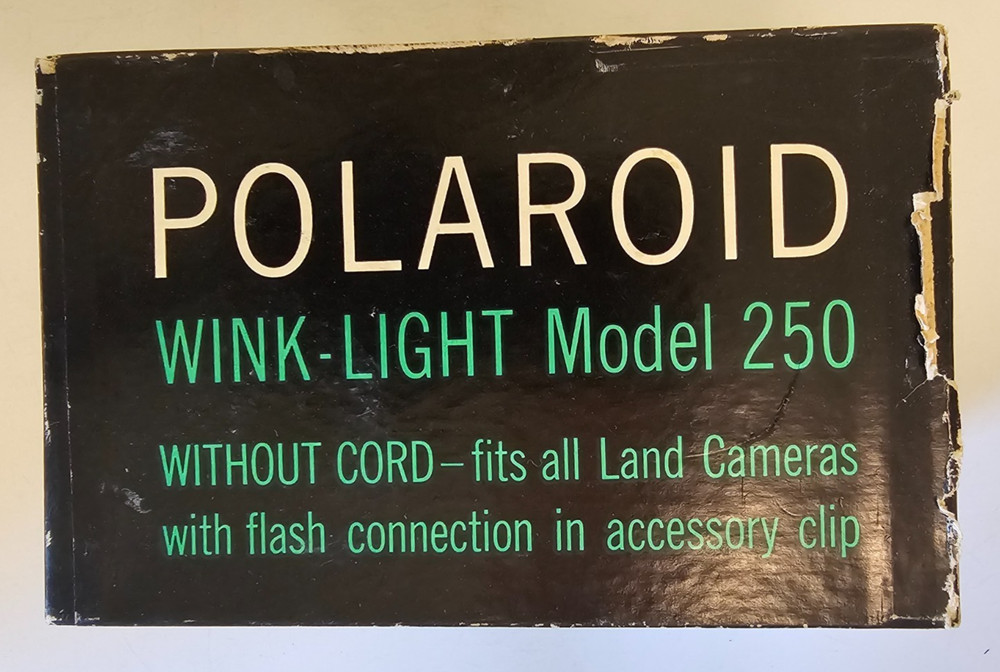 POLAROID
WINK-LIGHT Model 250
WITHOUT CORD – fits all Land Cameras
with flash connection in accessory clip